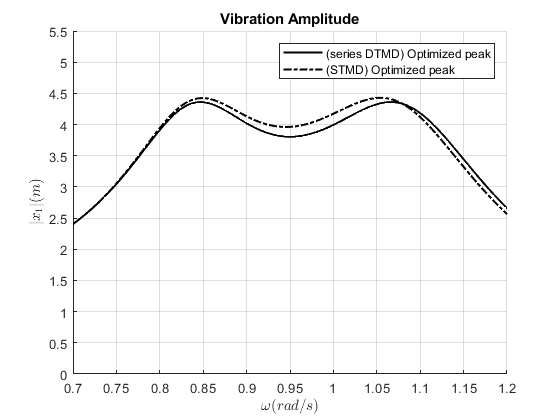 Vibration Amplitude
5.5
5
4.5
4
3.5
3
2.5
2
1.5
1
0.5
0
|x₁|(m)
(series DTMD) Optimized peak
(STMD) Optimized peak
0.7 0.75 0.8 0.85 0.9 0.95 1 1.05 1.1 1.15 1.2
ω(rad/s)